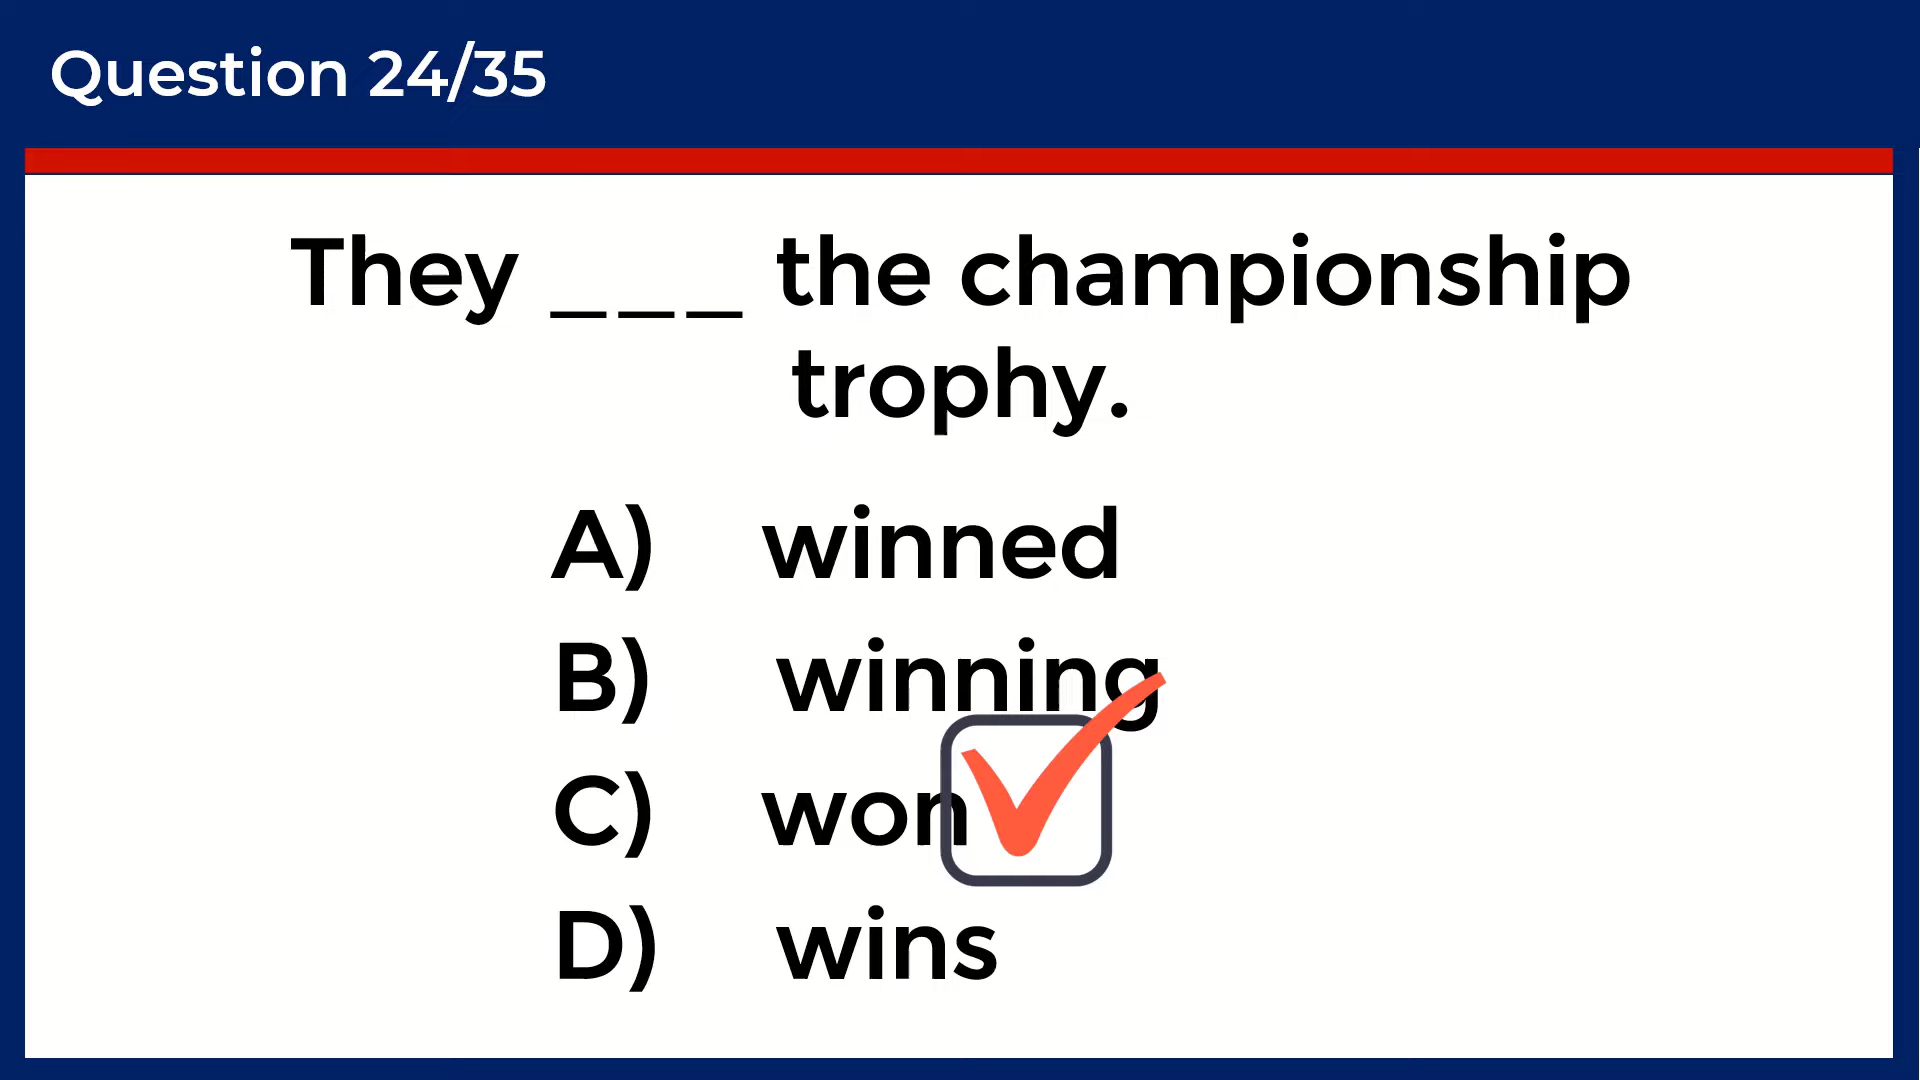 Question 24/35
They ___ the championship
trophy.
A) winned
B) winning
C) won
D) wins